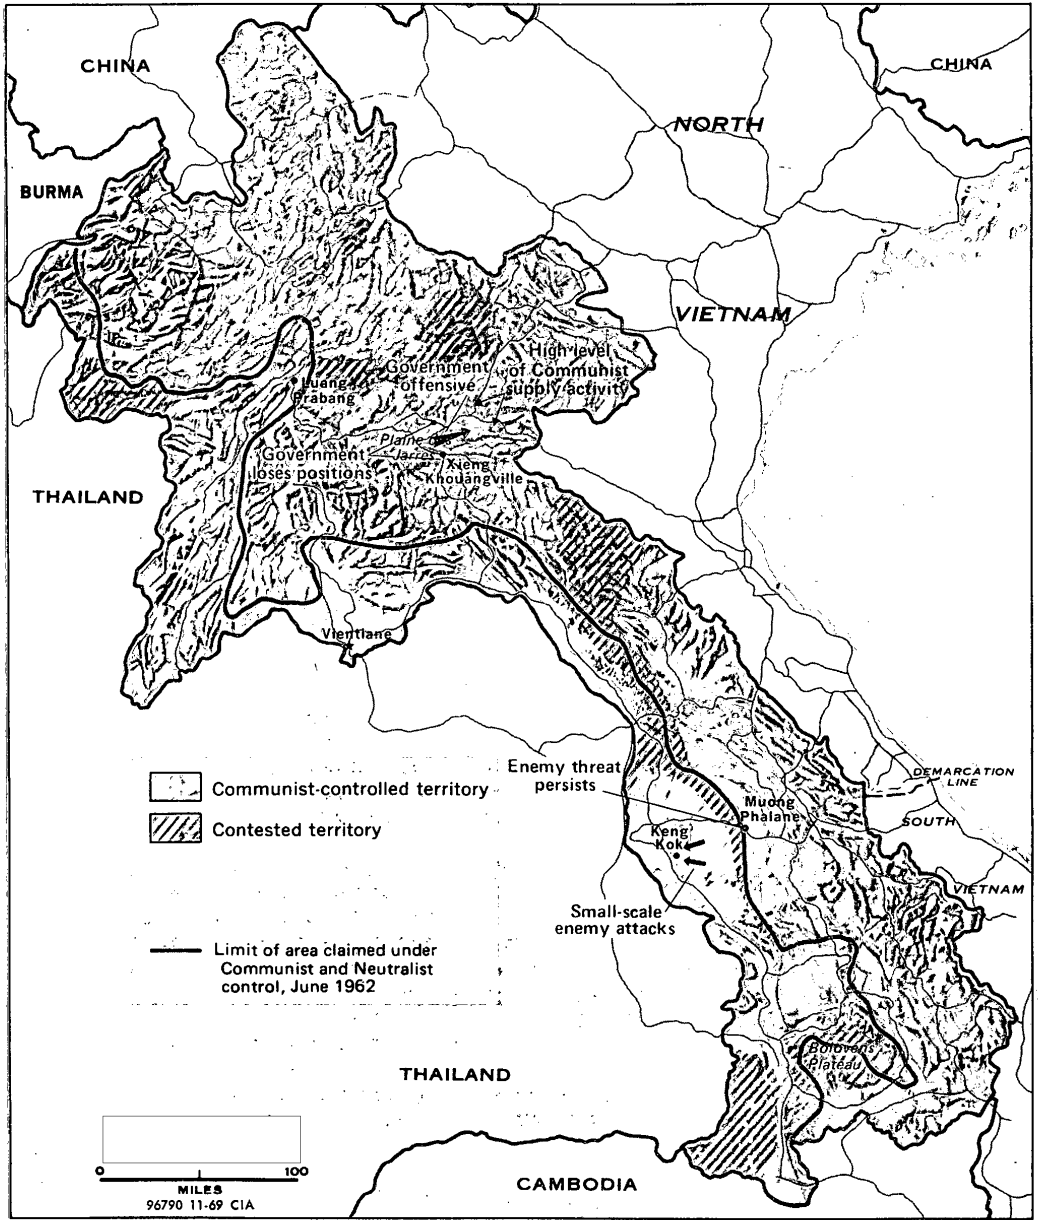 CHINA
CHINA
NORTH
BURMA
VIETNAM
High level
of Communist
supply activity
Government
offensive
Luang
Prabang
Plaine de
Jarres
Government
loses positions
Xieng
Khouangville
THAILAND
Vientiane
Enemy threat
persists
DEMARCATION
LINE
Communist-controlled territory
Muong
Phalane
Contested territory
SOUTH
Keng
Kok
VIETNAM
Small-scale
enemy attacks
Limit of area claimed under
Communist and Neutralist
control, June 1962
Bolovens
Plateau
THAILAND
0 100
MILES
96790 11-69 CIA
CAMBODIA